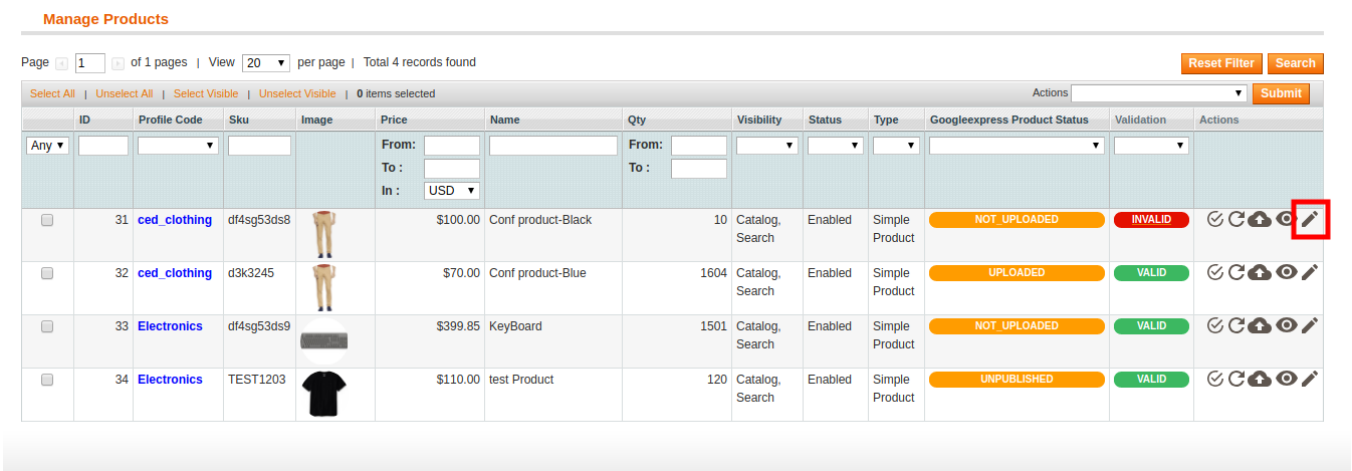 Manage Products
Page 1 of 1 pages | View 20 per page | Total 4 records found Reset Filter Search
Select All | Unselect All | Select Visible | Unselect Visible | 0 items selected Actions Submit
ID Profile Code Sku Image Price Name Qty Visibility Status Type Googleexpress Product Status Validation Actions
Any From: From:
To : To :
In : USD
31 ced_clothing df4sg53ds8 $100.00 Conf product-Black 10 Catalog, Enabled Simple NOT_UPLOADED INVALID
Search Product
32 ced_clothing d3k3245 $70.00 Conf product-Blue 1604 Catalog, Enabled Simple UPLOADED VALID
Search Product
33 Electronics df4sg53ds9 $399.85 KeyBoard 1501 Catalog, Enabled Simple NOT_UPLOADED VALID
Search Product
34 Electronics TEST1203 $110.00 test Product 120 Catalog, Enabled Simple UNPUBLISHED VALID
Search Product